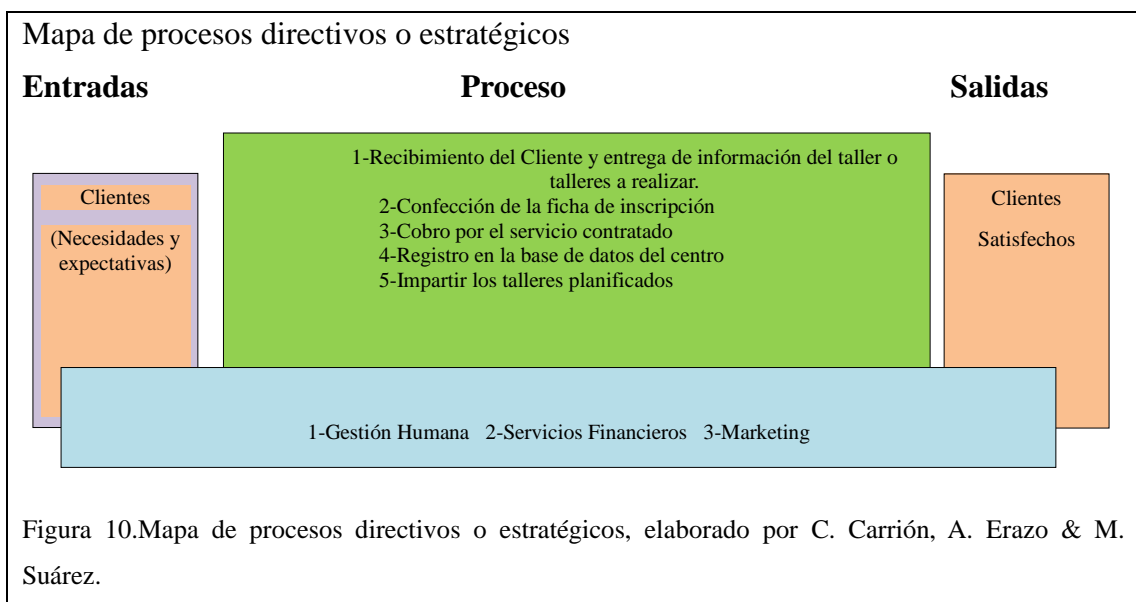 Mapa de procesos directivos o estratégicos
Entradas Proceso Salidas
Clientes
(Necesidades y
expectativas)
1-Recibimiento del Cliente y entrega de información del taller o
talleres a realizar.
2-Confección de la ficha de inscripción
3-Cobro por el servicio contratado
4-Registro en la base de datos del centro
5-Impartir los talleres planificados
Clientes
Satisfechos
1-Gestión Humana 2-Servicios Financieros 3-Marketing
Figura 10.Mapa de procesos directivos o estratégicos, elaborado por C. Carrión, A. Erazo & M.
Suárez.